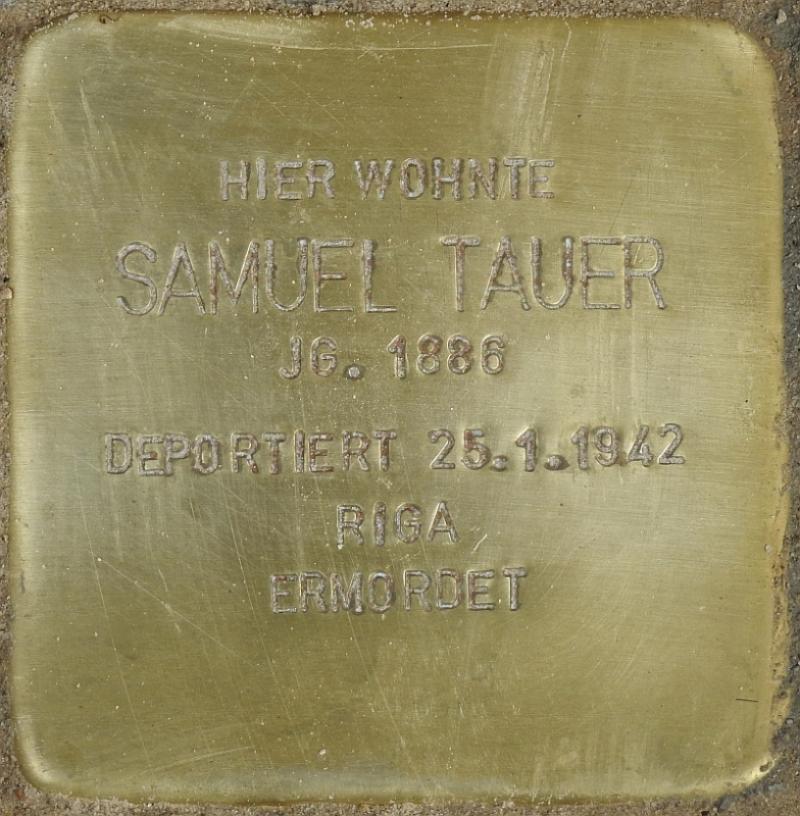 HIER WOHNTE
SAMUEL TAUER
JG. 1886
DEPORTIERT 25.1.1942
RIGA
ERMORDET